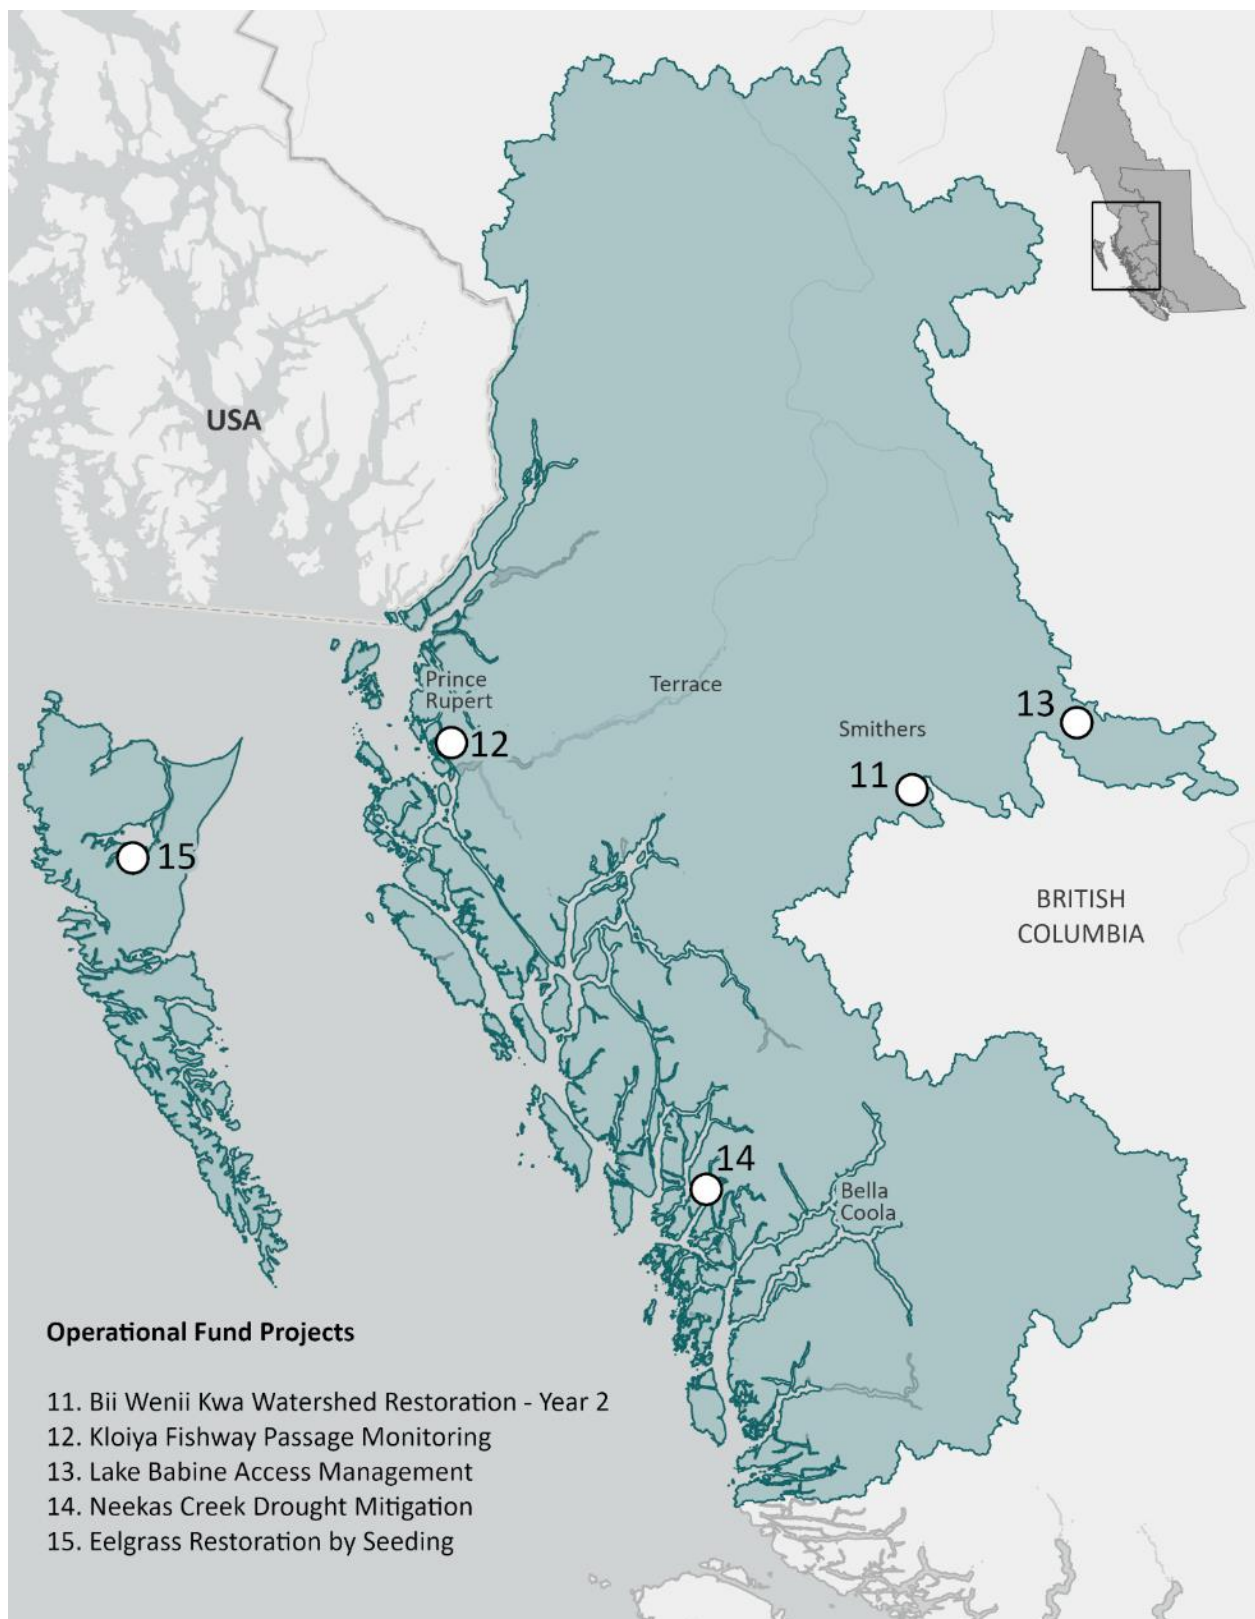 USA
Prince
Rupert
Terrace
12
Smithers
13
11
15
BRITISH
COLUMBIA
14
Bella
Coola
Operational Fund Projects
11. Bii Wenii Kwa Watershed Restoration - Year 2
12. Kloiya Fishway Passage Monitoring
13. Lake Babine Access Management
14. Neekas Creek Drought Mitigation
15. Eelgrass Restoration by Seeding